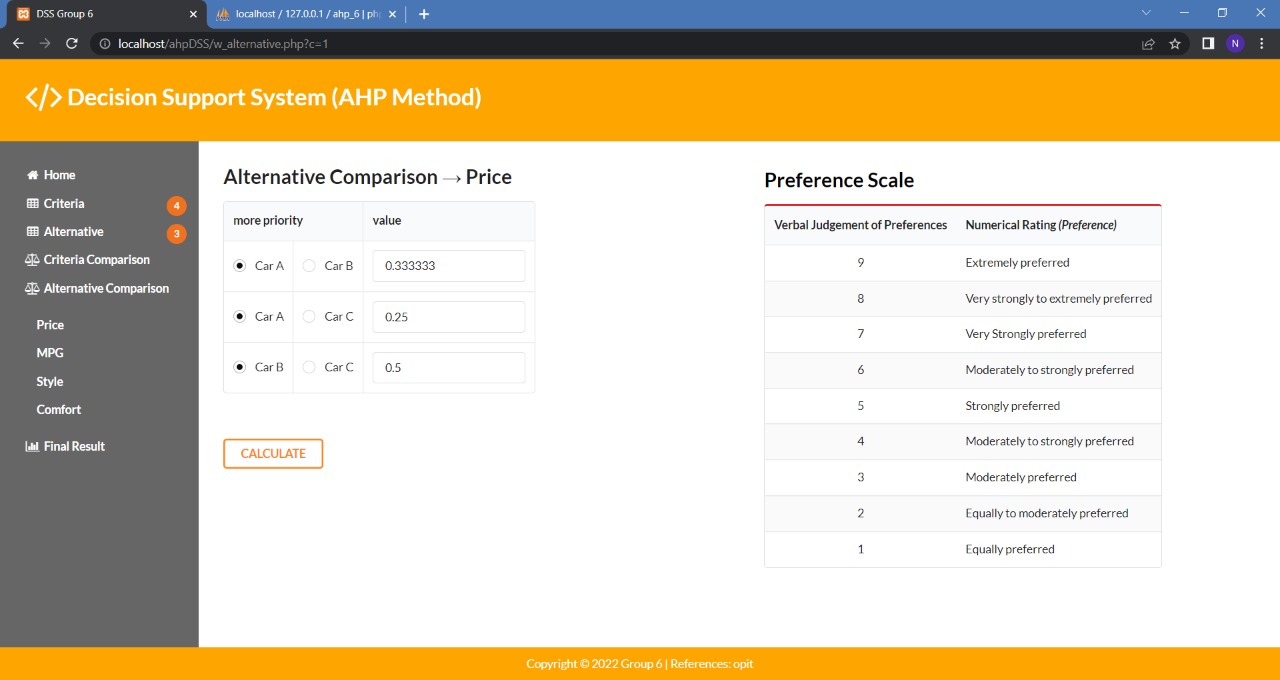 DSS Group 6
localhost / 127.0.0.1 / ahp_6 | ph
localhost/ahpDSS/w_alternative.php?c=1
N
</> Decision Support System (AHP Method)
Home
Criteria 4
Alternative 3
Criteria Comparison
Alternative Comparison
Price
MPG
Style
Comfort
Final Result
Alternative Comparison → Price
more priority value
Car A Car B 0.333333
Car A Car C 0.25
Car B Car C 0.5
CALCULATE
Preference Scale
Verbal Judgement of Preferences Numerical Rating (Preference)
9 Extremely preferred
8 Very strongly to extremely preferred
7 Very Strongly preferred
6 Moderately to strongly preferred
5 Strongly preferred
4 Moderately to strongly preferred
3 Moderately preferred
2 Equally to moderately preferred
1 Equally preferred
Copyright © 2022 Group 6 | References: opit